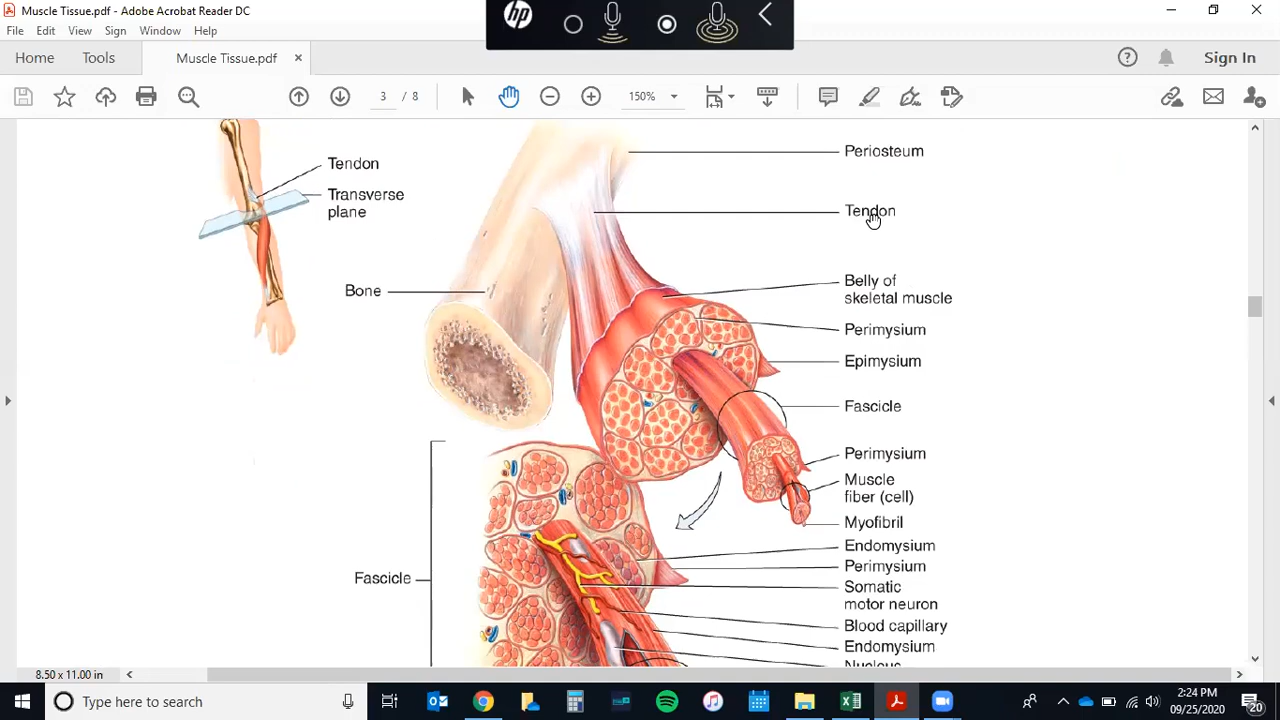 Muscle Tissue.pdf - Adobe Acrobat Reader DC
hp
File Edit View Sign Window Help
Home Tools Muscle Tissue.pdf × Sign In
3 / 8 150%
Periosteum
Tendon
Transverse
plane
Tendon
Bone
Belly of
skeletal muscle
Perimysium
Epimysium
Fascicle
Perimysium
Muscle
fiber (cell)
Myofibril
Endomysium
Fascicle
Perimysium
Somatic
motor neuron
Blood capillary
Endomysium
Nucleus
8.50 x 11.00 in
Type here to search
2:24 PM
09/25/2020
20